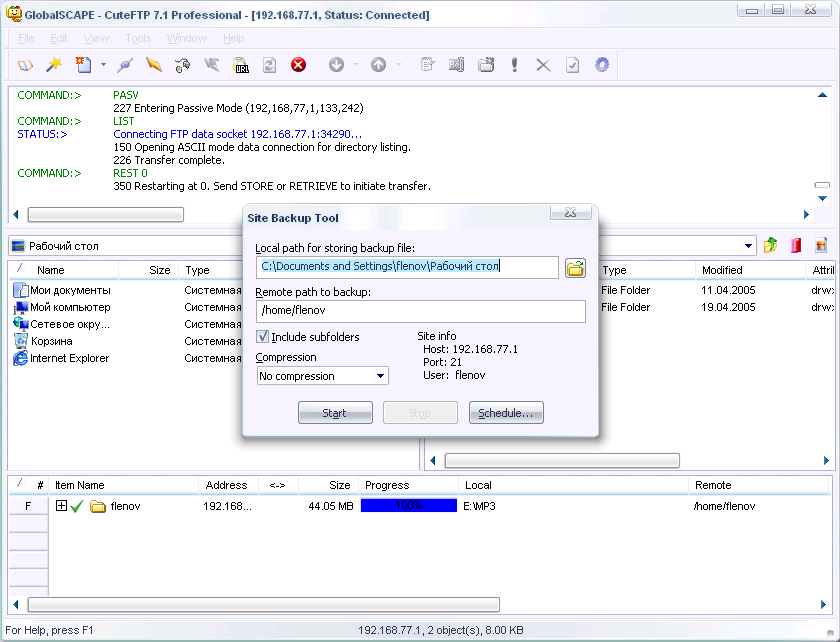 GlobalSCAPE - CuteFTP 7.1 Professional - [192.168.77.1, Status: Connected]
File Edit View Tools Window Help
URL
COMMAND:> PASV
227 Entering Passive Mode (192,168,77,1,133,242)
COMMAND:> LIST
STATUS:> Connecting FTP data socket 192.168.77.1:34290...
150 Opening ASCII mode data connection for directory listing.
226 Transfer complete.
COMMAND:> REST 0
350 Restarting at 0. Send STORE or RETRIEVE to initiate transfer.
Рабочий стол
/ Name Size Type
Мои документы Системная
Мой компьютер Системная
Сетевое окру... Системная
Корзина Системная
Internet Explorer Системная
Type Modified Attri
File Folder 11.04.2005 drwx
File Folder 19.04.2005 drwx
Site Backup Tool
Local path for storing backup file:
C:\Documents and Settings\flenov\Рабочий стол
Remote path to backup:
/home/flenov
Include subfolders
Compression
No compression
Site info
Host: 192.168.77.1
Port: 21
User: flenov
Start Stop Schedule...
/ # Item Name Address <-> Size Progress Local Remote
F flenov 192.168... 44.05 MB 100% E:\MP3 /home/flenov
For Help, press F1 192.168.77.1, 2 object(s), 8.00 KB